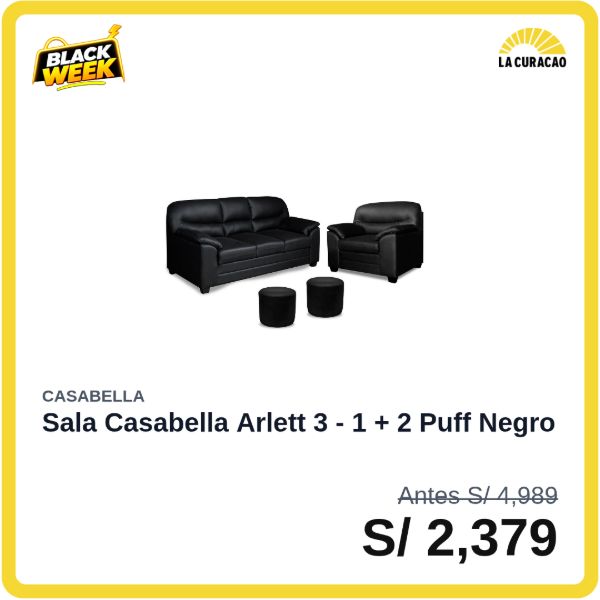 BLACK
WEEK
LA CURACAO
CASABELLA
Sala Casabella Arlett 3 - 1 + 2 Puff Negro
Antes S/ 4,989
S/ 2,379